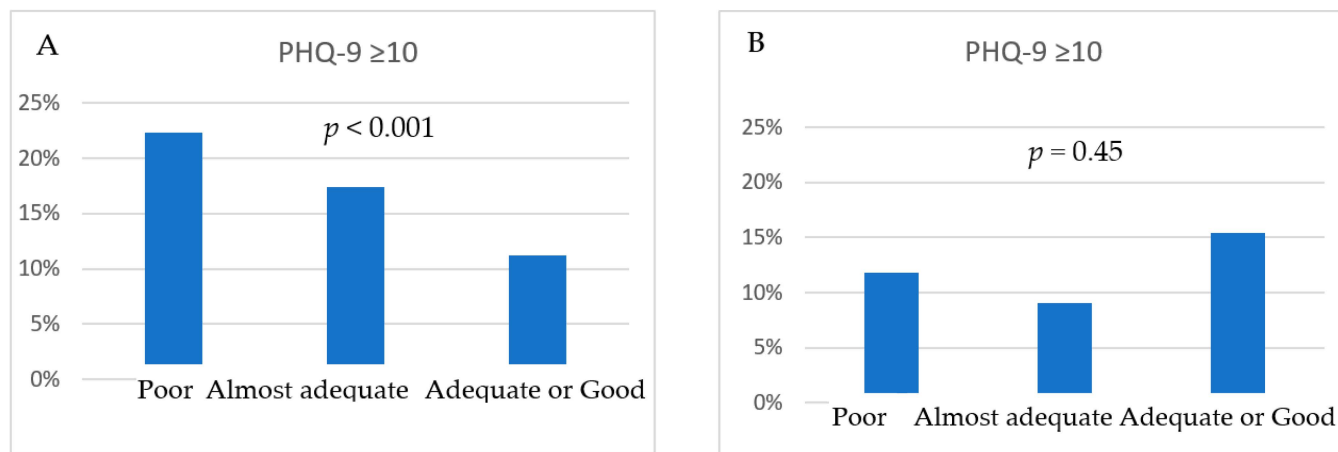 A
PHQ-9 ≥10
p < 0.001
25%
20%
15%
10%
5%
0%
Poor Almost adequate Adequate or Good
B
PHQ-9 ≥10
p = 0.45
25%
20%
15%
10%
5%
0%
Poor Almost adequate Adequate or Good